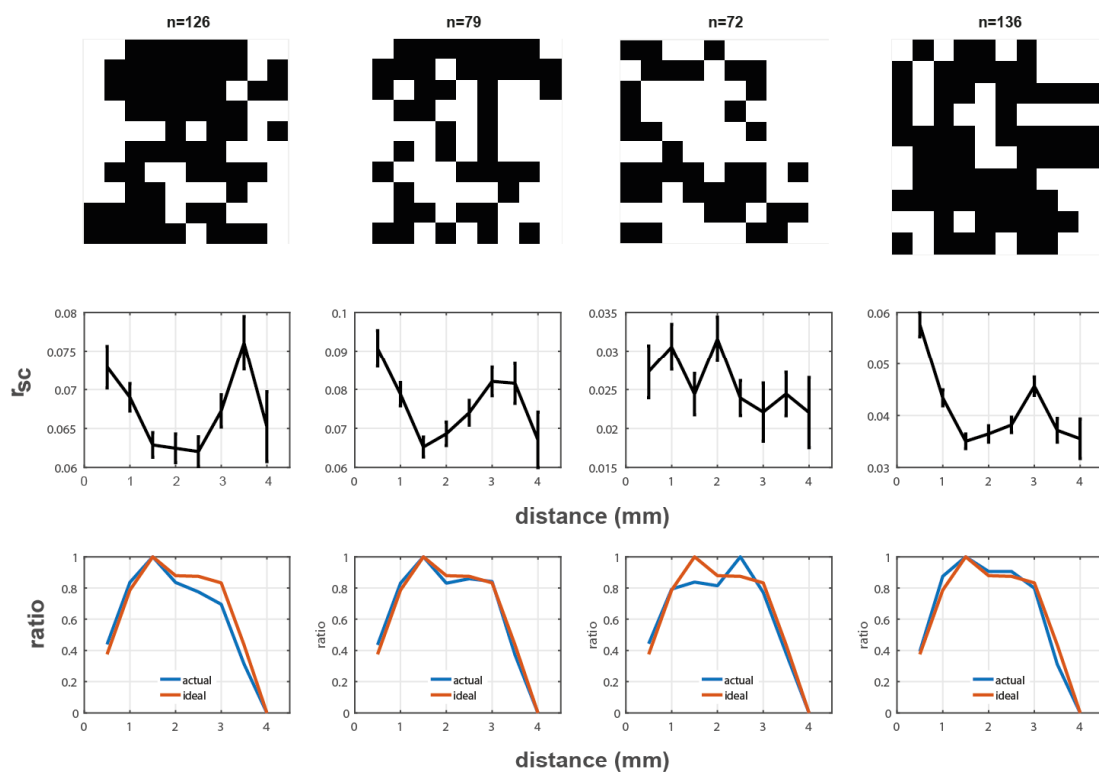 n=126 n=79 n=72 n=136
rsc
0.08 0.075 0.07 0.065 0.06
0 1 2 3 4
0.1 0.09 0.08 0.07 0.06
0 1 2 3 4
0.035 0.03 0.025 0.02 0.015
0 1 2 3 4
0.06 0.05 0.04 0.03
0 1 2 3 4
distance (mm)
ratio
1 0.8 0.6 0.4 0.2 0
actual
ideal
0 1 2 3 4
ratio
1 0.8 0.6 0.4 0.2 0
actual
ideal
0 1 2 3 4
ratio
1 0.8 0.6 0.4 0.2 0
actual
ideal
0 1 2 3 4
ratio
1 0.8 0.6 0.4 0.2 0
actual
ideal
0 1 2 3 4
distance (mm)